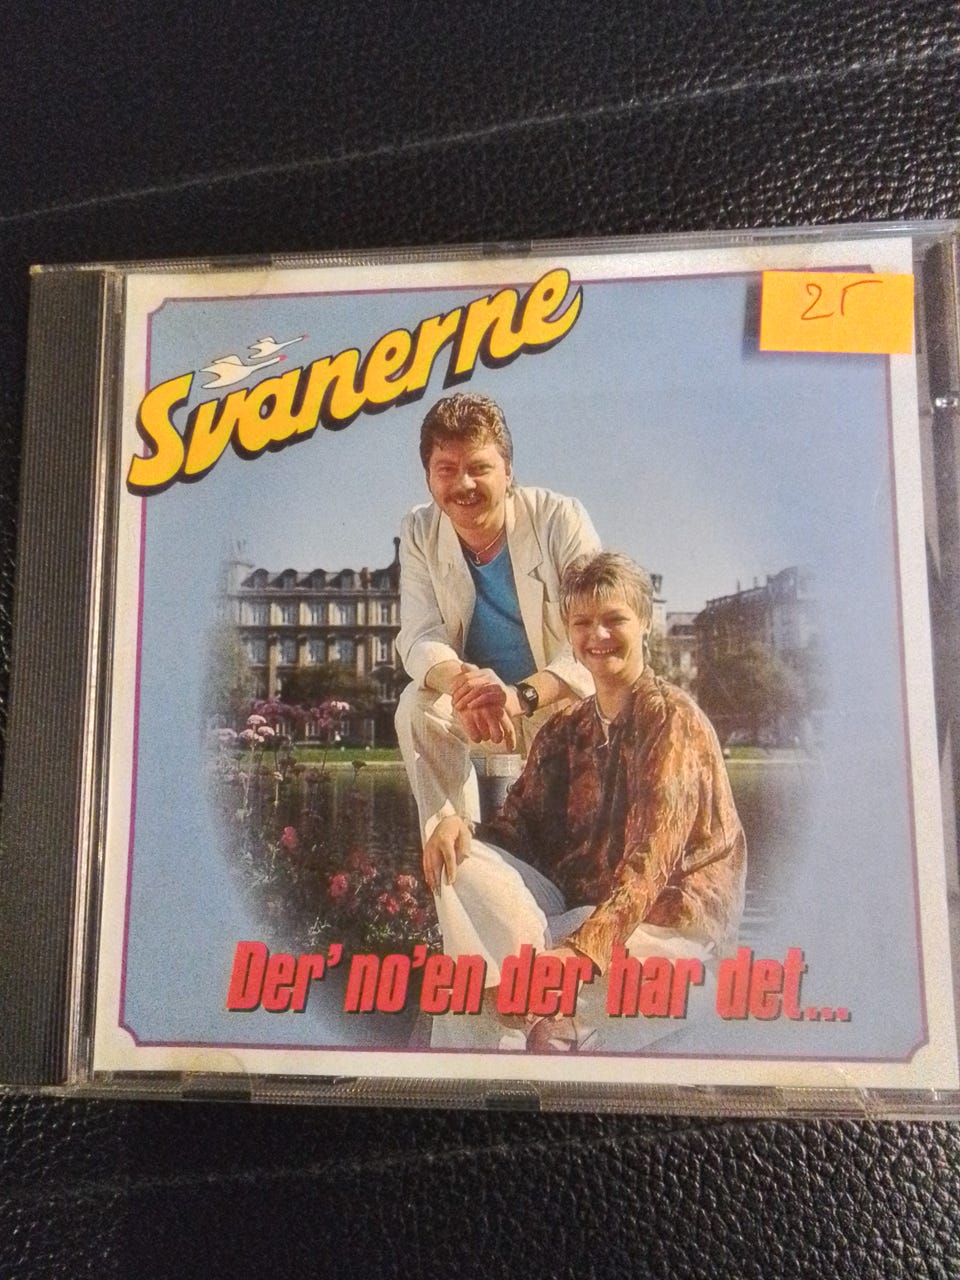 Svanerne
25
Der' no'en der har det...